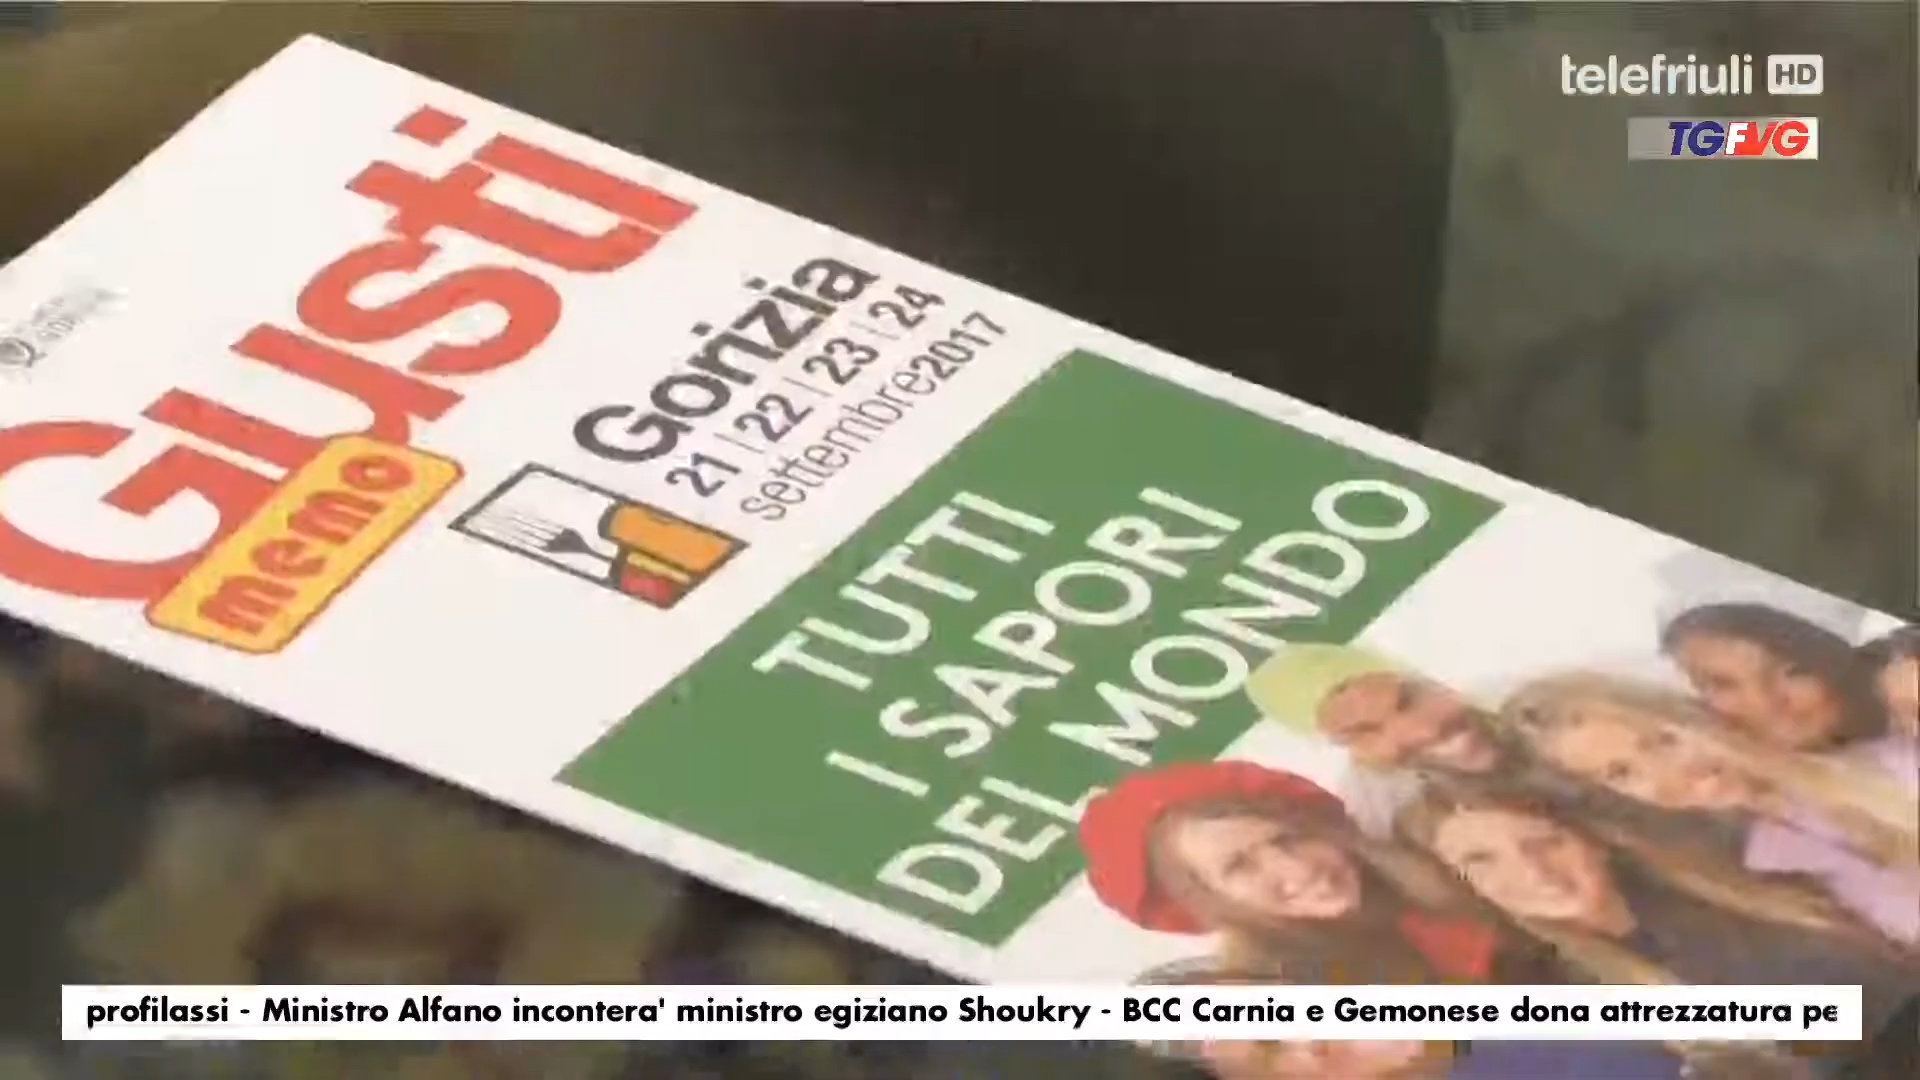 telefriuli HD
TGFVG
Gusti
memo
Gorizia
21 | 22 | 23 | 24
settembre2017
TUTTI
I SAPORI
DEL MONDO
profilassi - Ministro Alfano incontera' ministro egiziano Shoukry - BCC Carnia e Gemonese dona attrezzatura pe